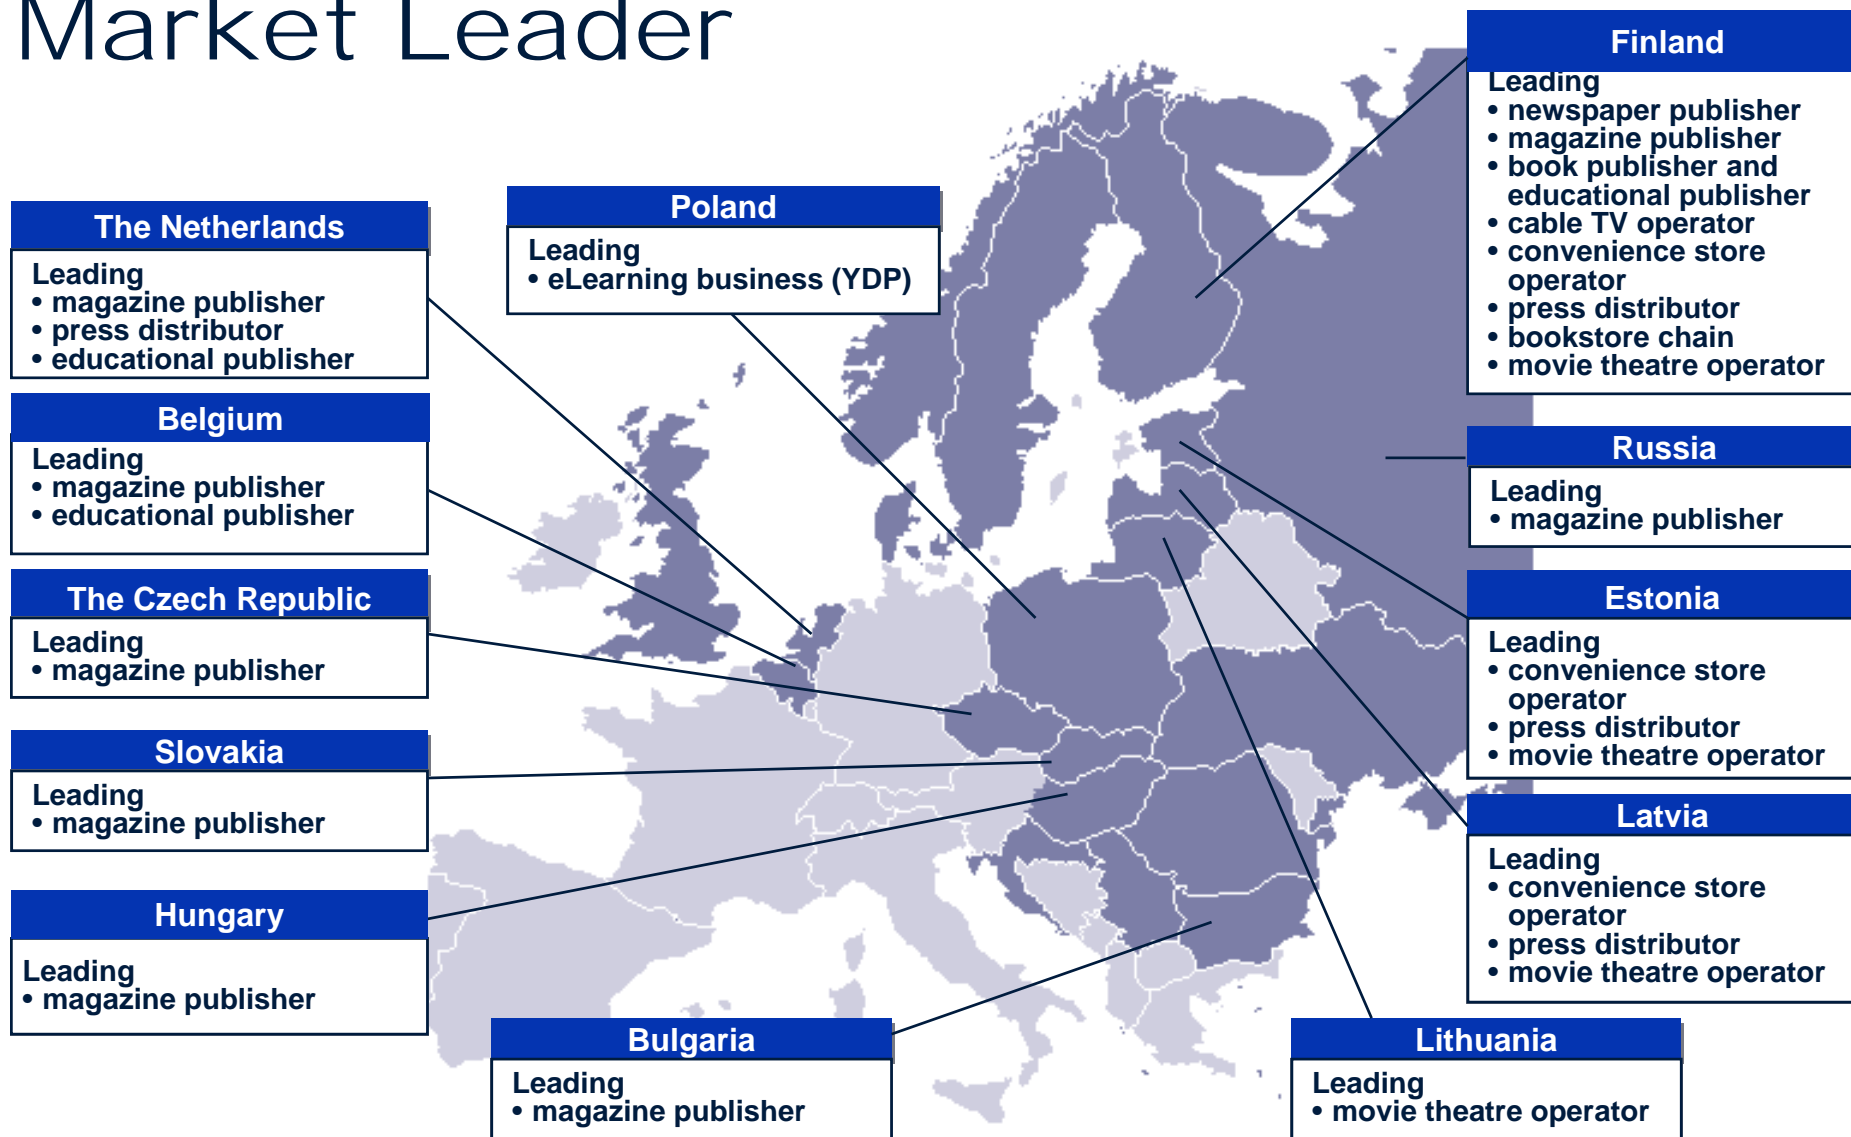 Market Leader
Finland
Leading
• newspaper publisher
• magazine publisher
• book publisher and
educational publisher
• cable TV operator
• convenience store
operator
• press distributor
• bookstore chain
• movie theatre operator
The Netherlands
Leading
• magazine publisher
• press distributor
• educational publisher
Poland
Leading
• eLearning business (YDP)
Belgium
Leading
• magazine publisher
• educational publisher
Russia
Leading
• magazine publisher
The Czech Republic
Leading
• magazine publisher
Estonia
Leading
• convenience store
operator
• press distributor
• movie theatre operator
Slovakia
Leading
• magazine publisher
Latvia
Leading
• convenience store
operator
• press distributor
• movie theatre operator
Hungary
Leading
• magazine publisher
Bulgaria
Leading
• magazine publisher
Lithuania
Leading
• movie theatre operator